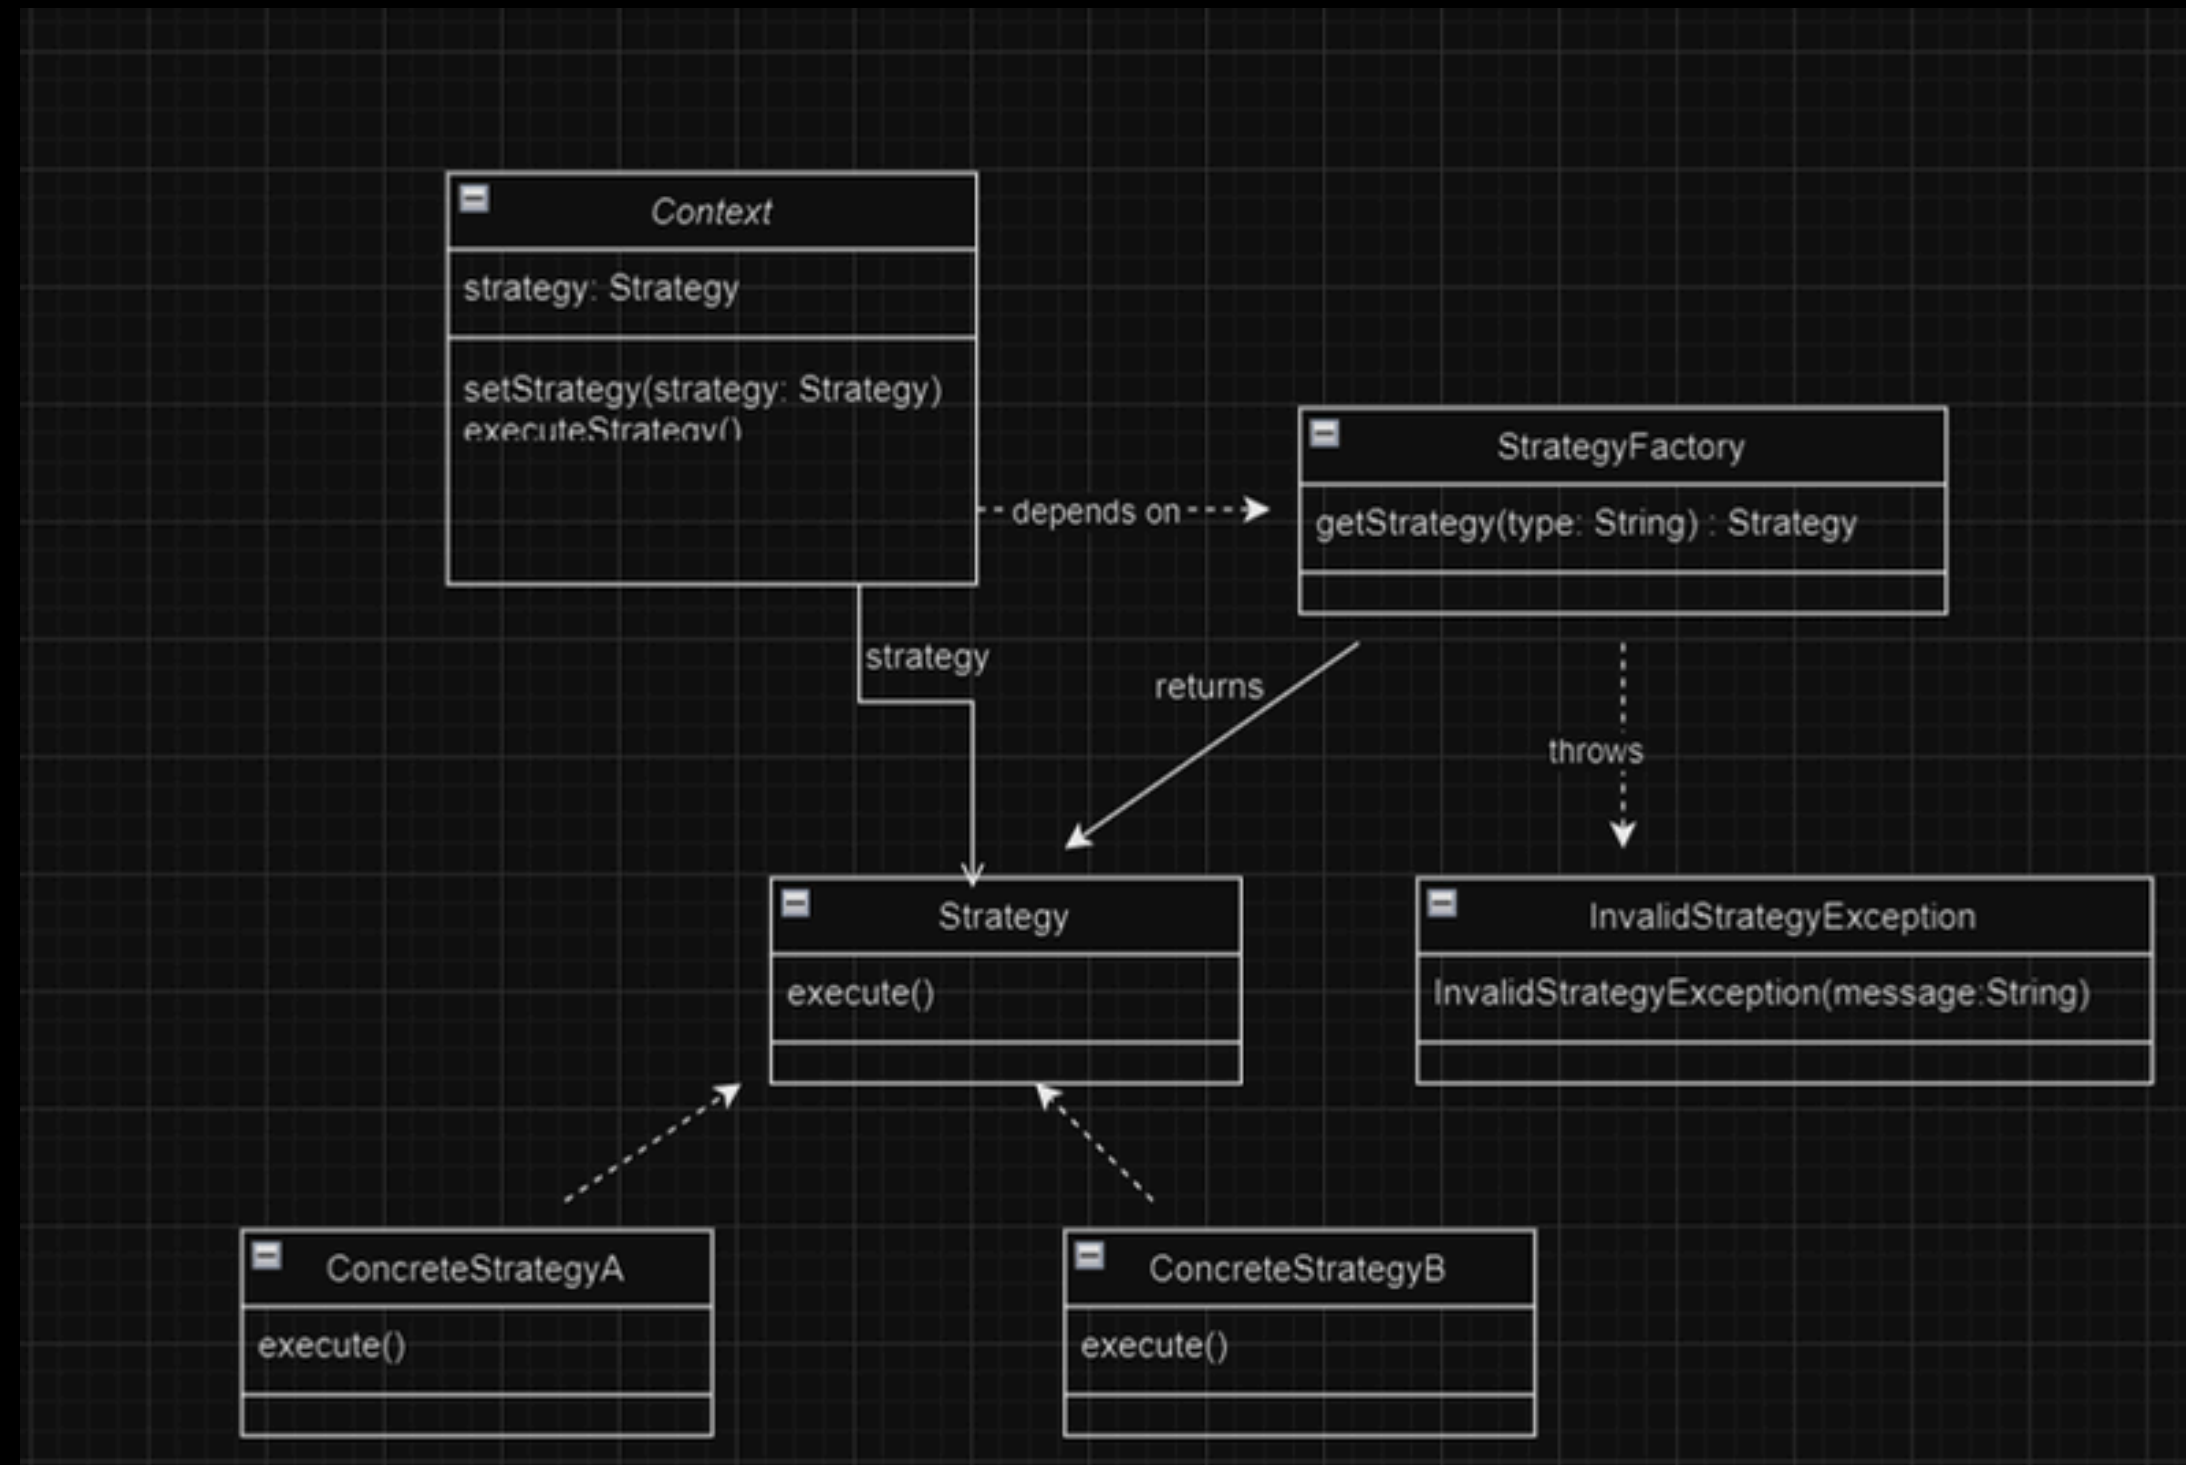 Context
strategy: Strategy
setStrategy(strategy: Strategy)
executeStrategy()
depends on
StrategyFactory
getStrategy(type: String) : Strategy
strategy
returns
throws
Strategy
execute()
InvalidStrategyException
InvalidStrategyException(message:String)
ConcreteStrategyA
execute()
ConcreteStrategyB
execute()